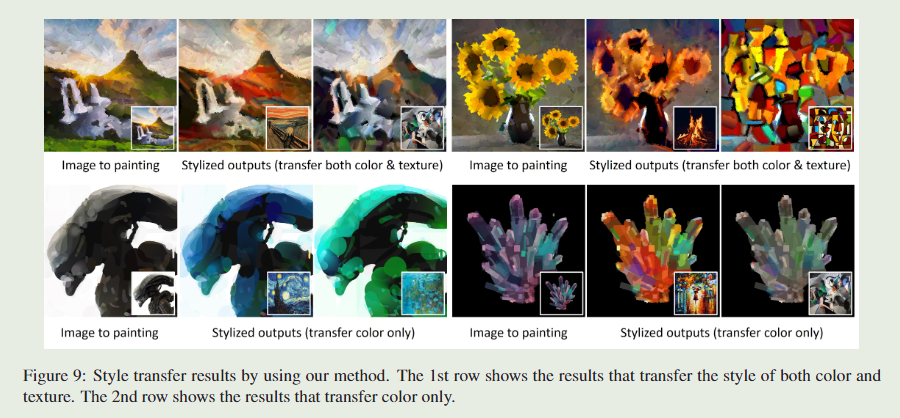 Image to painting
Stylized outputs (transfer both color & texture)
Image to painting
Stylized outputs (transfer both color & texture)
Image to painting
Stylized outputs (transfer color only)
Image to painting
Stylized outputs (transfer color only)
Figure 9: Style transfer results by using our method. The 1st row shows the results that transfer the style of both color and
texture. The 2nd row shows the results that transfer color only.